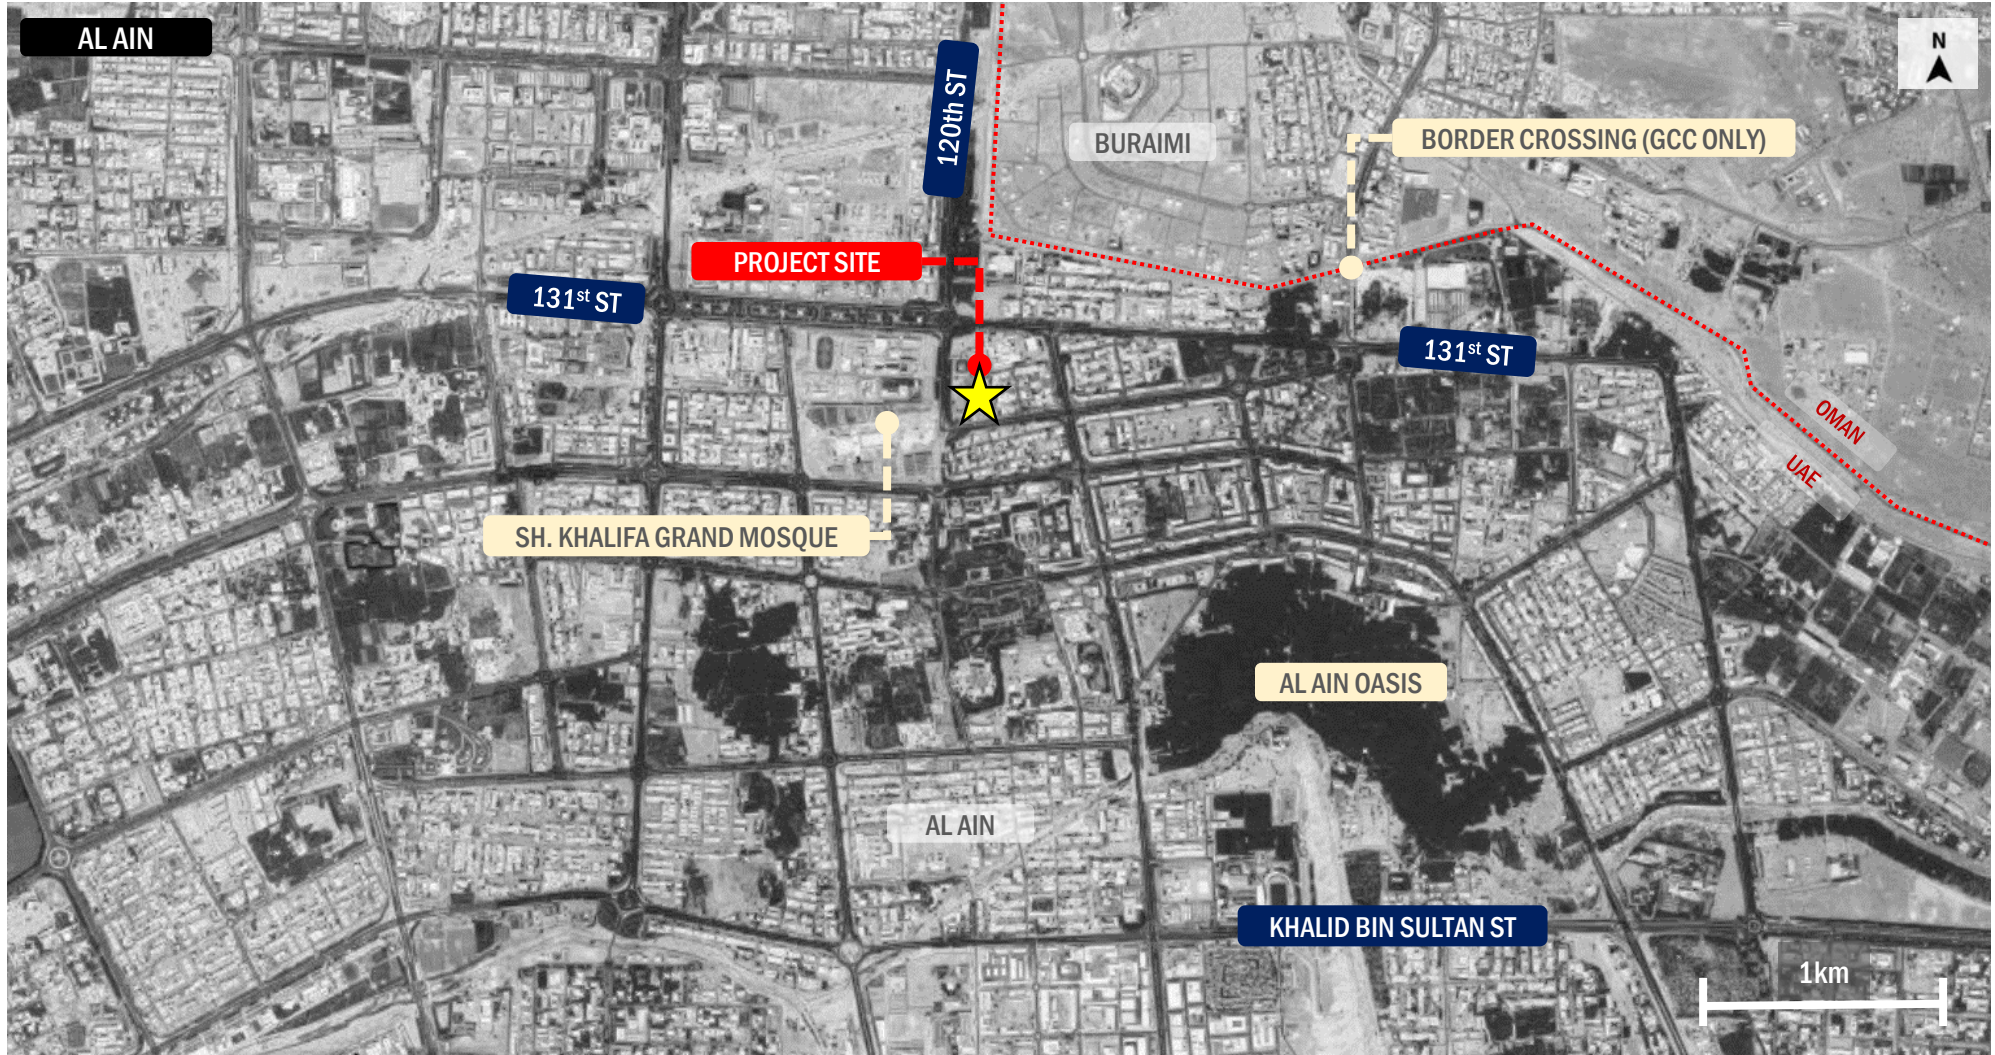 AL AIN
N
120th ST
BURAIMI
BORDER CROSSING (GCC ONLY)
PROJECT SITE
131st ST
131st ST
OMAN
UAE
SH. KHALIFA GRAND MOSQUE
AL AIN OASIS
AL AIN
KHALID BIN SULTAN ST
1km